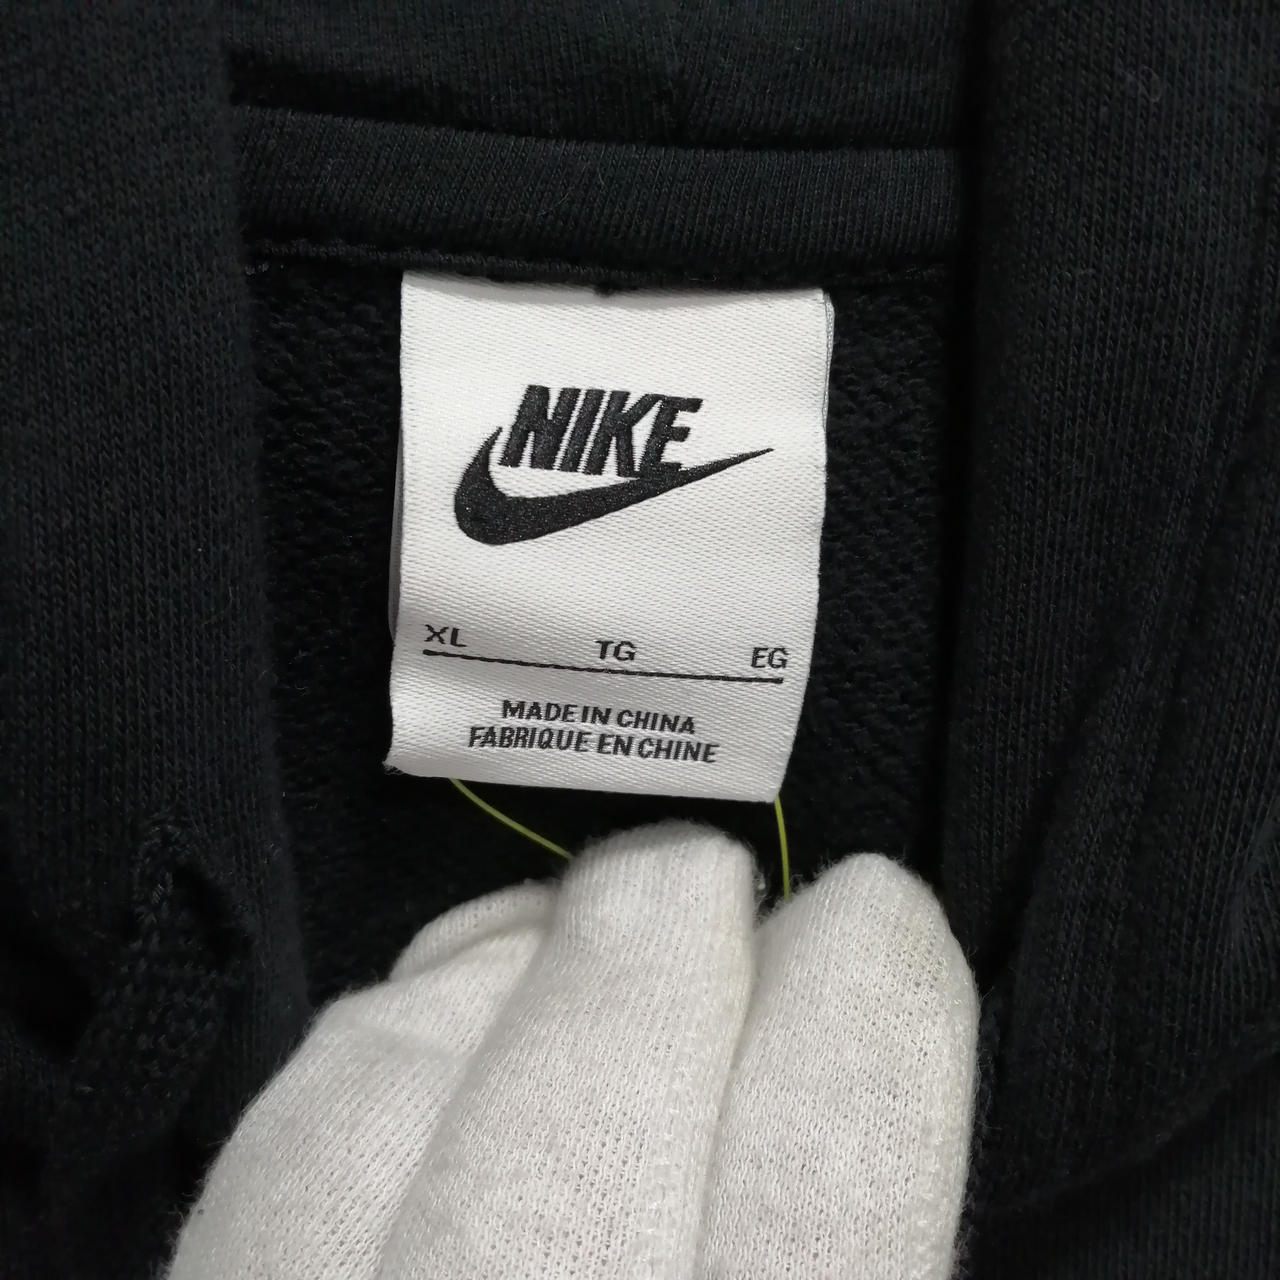 NIKE
XL TG EG
MADE IN CHINA
FABRIQUE EN CHINE